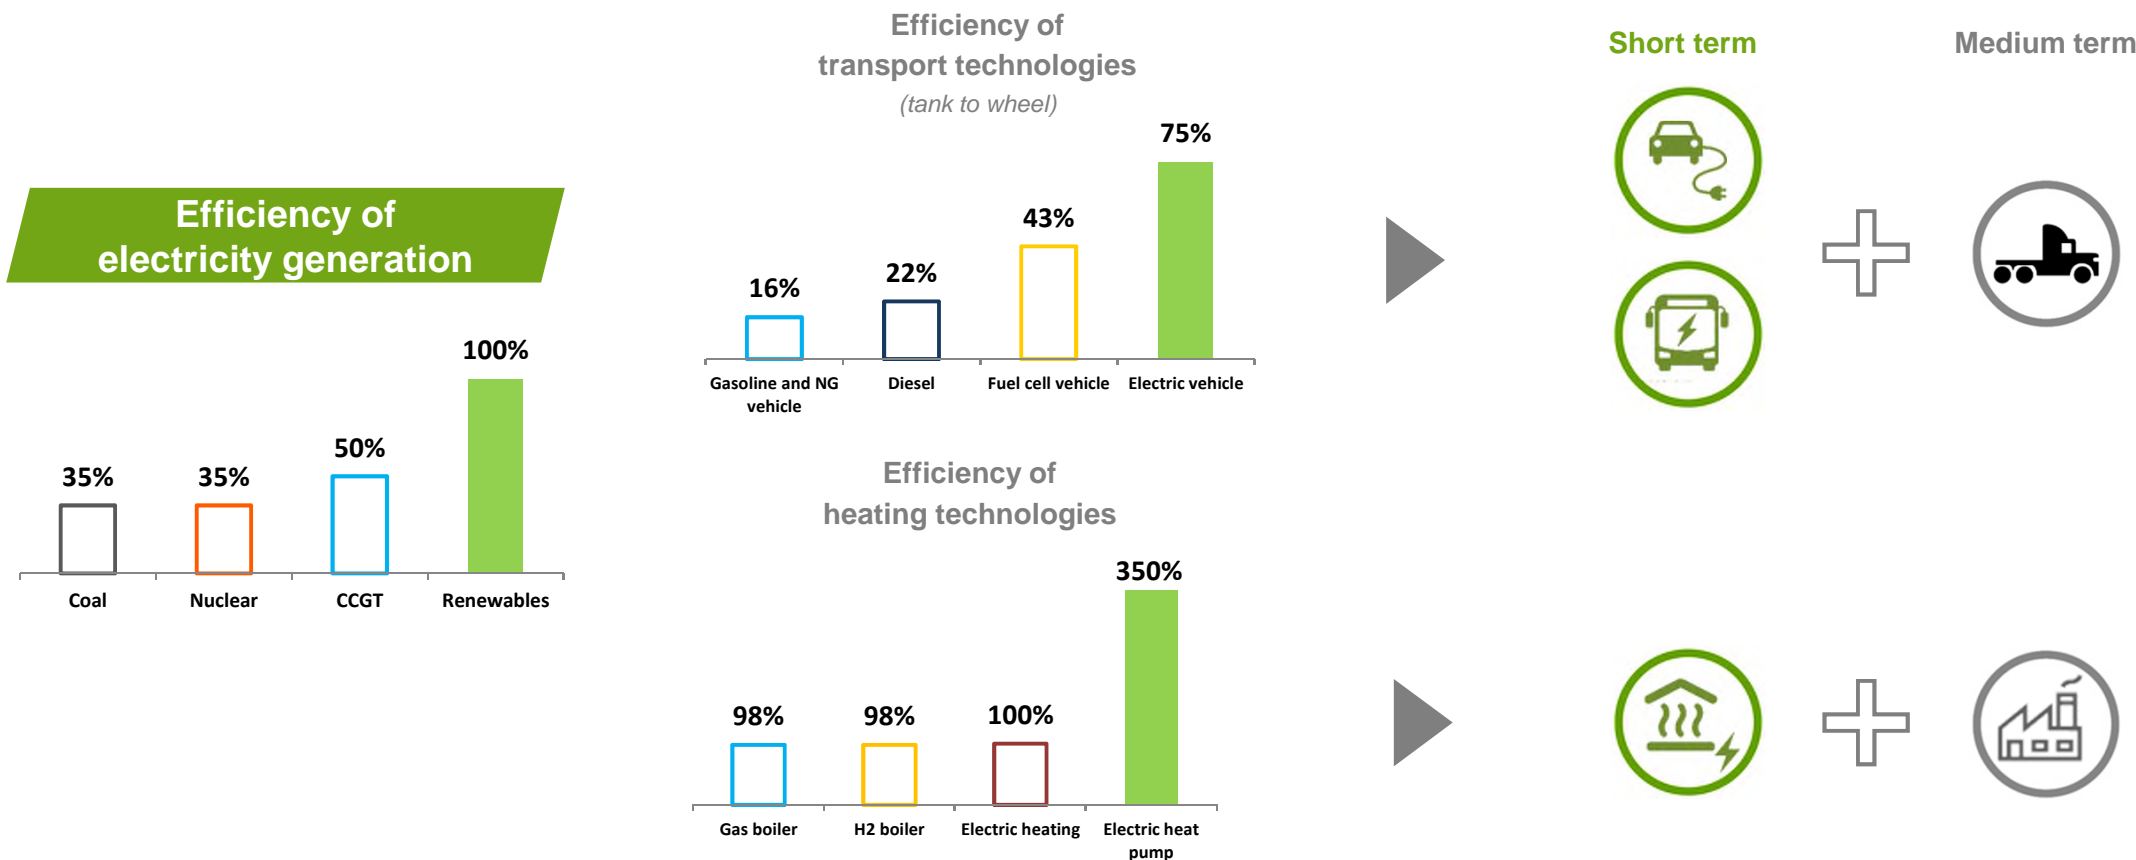 Efficiency of
electricity generation
100%
50%
35%
35%
Coal
Nuclear
CCGT
Renewables
Efficiency of
transport technologies
(tank to wheel)
75%
43%
22%
16%
Gasoline and NG
vehicle
Diesel
Fuel cell vehicle
Electric vehicle
Efficiency of
heating technologies
350%
98%
98%
100%
Gas boiler
H2 boiler
Electric heating
Electric heat
pump
Short term
Medium term